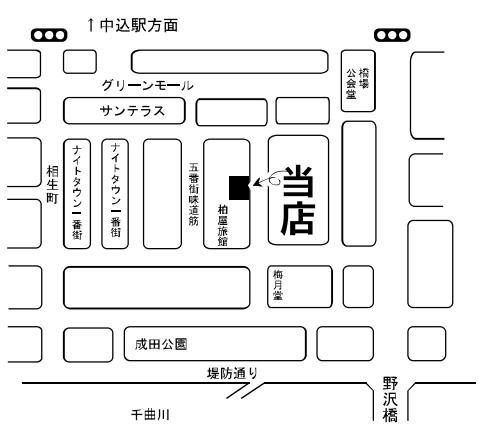 ↑中込駅方面
グリーンモール
サンテラス
橋場
公会堂
相生町
ナイトタウン一番街
ナイトタウン一番街
五番街味道筋
柏屋旅館
当店
梅月堂
成田公園
堤防通り
野沢橋
千曲川